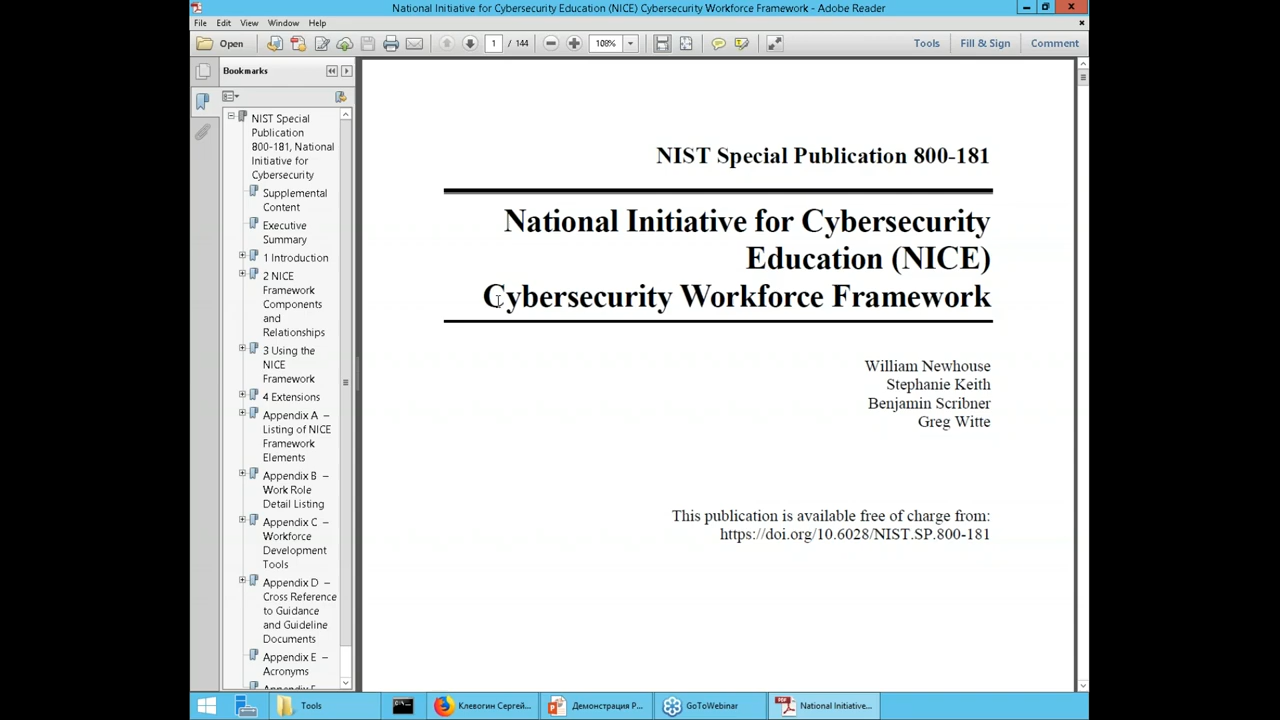 National Initiative for Cybersecurity Education (NICE) Cybersecurity Workforce Framework - Adobe Reader
File Edit View Window Help
Open
1 / 144
108%
Tools
Fill & Sign
Comment
Bookmarks
NIST Special
Publication
800-181, National
Initiative for
Cybersecurity
Supplemental
Content
Executive
Summary
1 Introduction
2 NICE
Framework
Components
and
Relationships
3 Using the
NICE
Framework
4 Extensions
Appendix A –
Listing of NICE
Framework
Elements
Appendix B –
Work Role
Detail Listing
Appendix C –
Workforce
Development
Tools
Appendix D –
Cross Reference
to Guidance
and Guideline
Documents
Appendix E –
Acronyms
NIST Special Publication 800-181
National Initiative for Cybersecurity
Education (NICE)
Cybersecurity Workforce Framework
William Newhouse
Stephanie Keith
Benjamin Scribner
Greg Witte
This publication is available free of charge from:
https://doi.org/10.6028/NIST.SP.800-181
Tools
Клевогин Сергей...
Демонстрация P...
GoToWebinar
National Initiative...